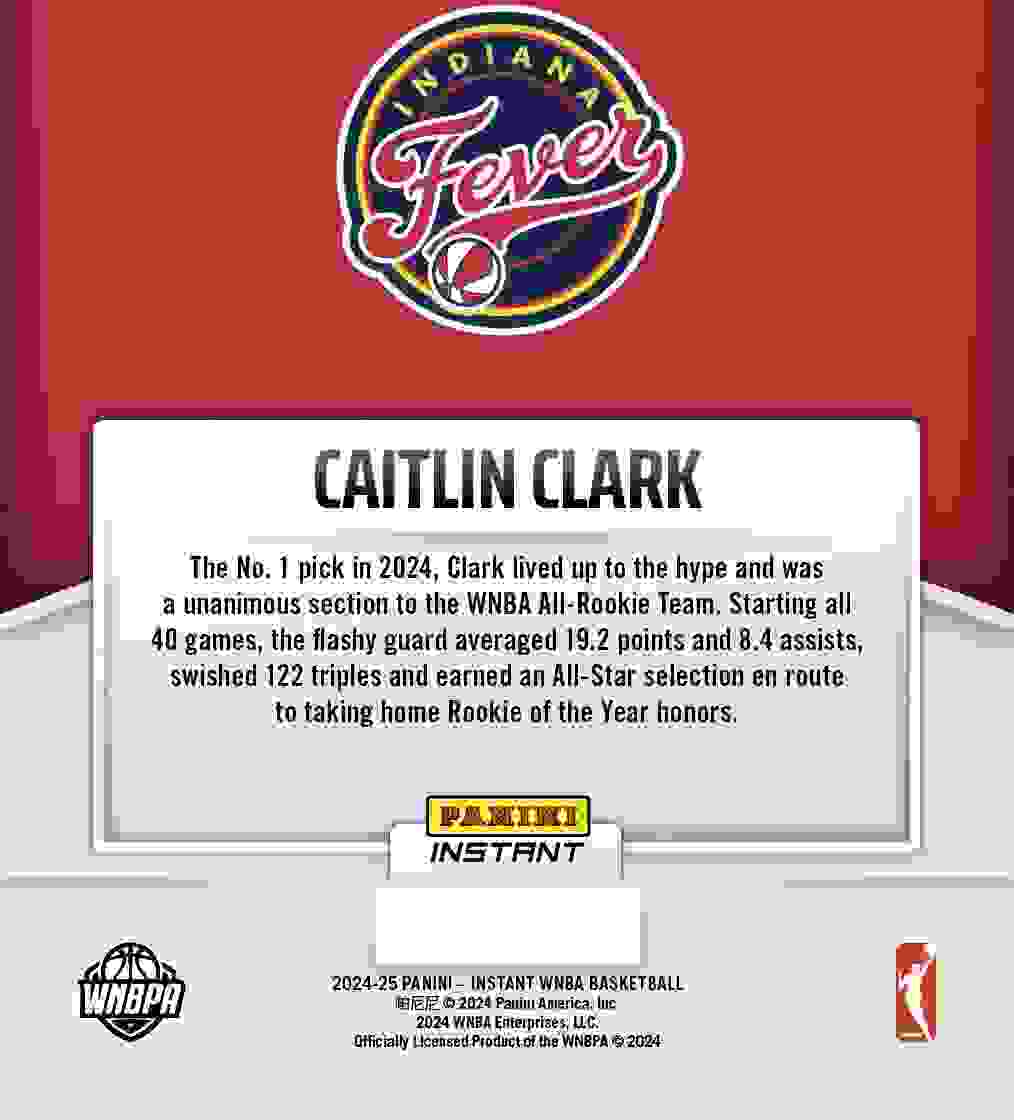 INDIANA
Fever
CAITLIN CLARK
The No. 1 pick in 2024, Clark lived up to the hype and was
a unanimous section to the WNBA All-Rookie Team. Starting all
40 games, the flashy guard averaged 19.2 points and 8.4 assists,
swished 122 triples and earned an All-Star selection en route
to taking home Rookie of the Year honors.
PANINI
INSTANT
WNBPA
2024-25 PANINI – INSTANT WNBA BASKETBALL
帕尼尼 © 2024 Panini America, Inc
2024 WNBA Enterprises, LLC.
Officially Licensed Product of the WNBPA © 2024